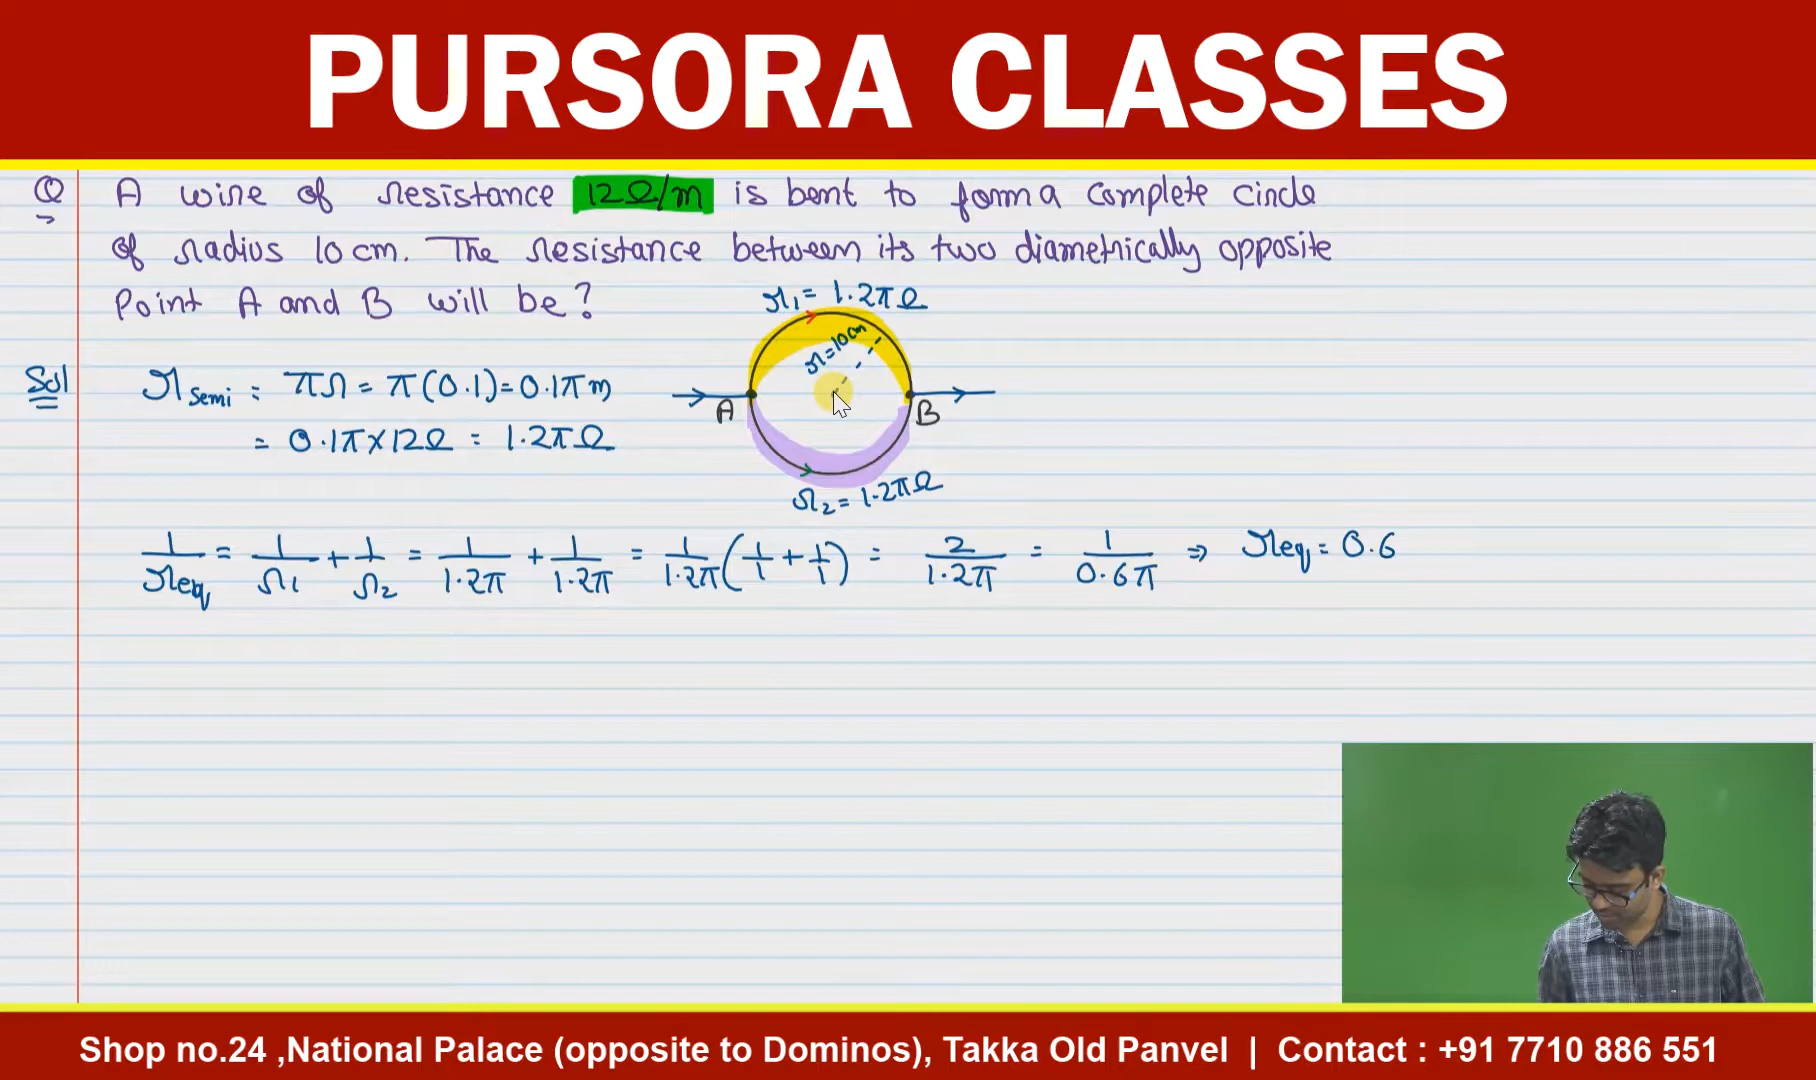 PURSORA CLASSES
Q A wire of resistance 12Ω/m is bent to form a complete circle
of radius 10 cm. The resistance between its two diametrically opposite
Point A and B will be?
r₁ = 1.2πΩ
r=10cm
A
B
r₂ = 1.2πΩ
Sol r semi = πr = π(0.1) = 0.1π m
= 0.1π×12Ω = 1.2πΩ
1/req = 1/r₁ + 1/r₂ = 1/1.2π + 1/1.2π = 1/1.2π (1/1 + 1/1) = 2/1.2π = 1/0.6π ⇒ req = 0.6
Shop no.24 ,National Palace (opposite to Dominos), Takka Old Panvel | Contact : +91 7710 886 551